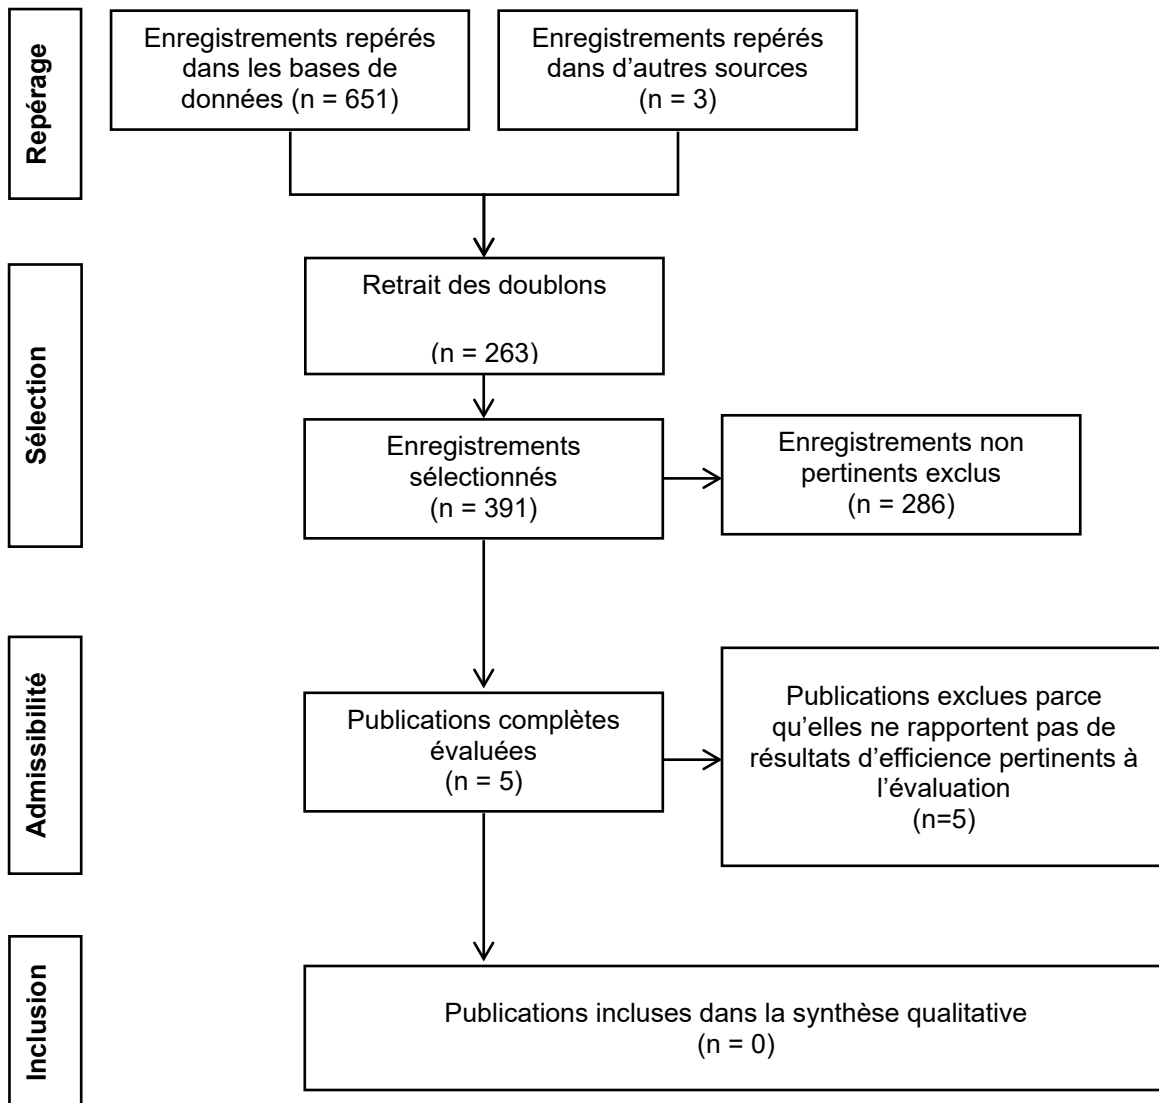 Repérage
Enregistrements repérés
dans les bases de
données (n = 651)
Enregistrements repérés
dans d'autres sources
(n = 3)
Sélection
Retrait des doublons
(n = 263)
Enregistrements
sélectionnés
(n = 391)
Enregistrements non
pertinents exclus
(n = 286)
Admissibilité
Publications complètes
évaluées
(n = 5)
Publications exclues parce
qu'elles ne rapportent pas de
résultats d'efficience pertinents à
l'évaluation
(n=5)
Inclusion
Publications incluses dans la synthèse qualitative
(n = 0)